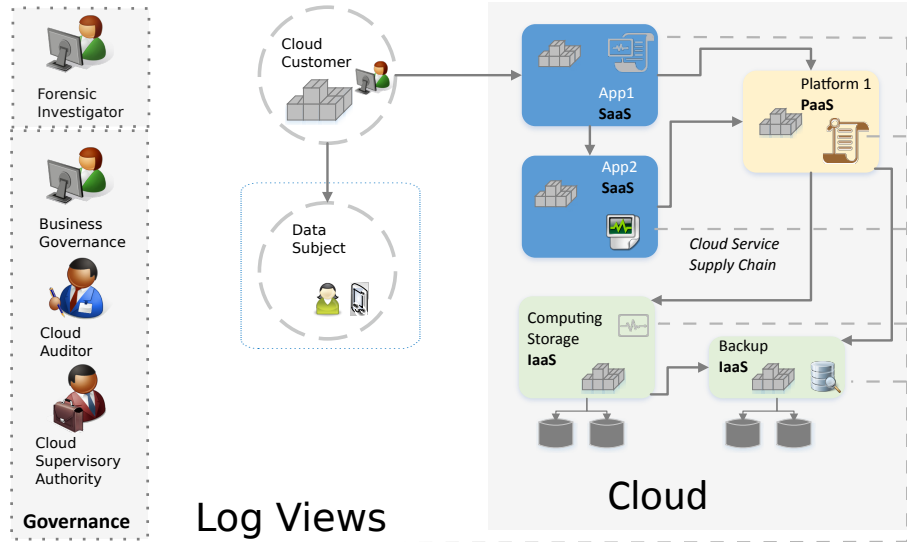 Forensic
Investigator
Business
Governance
Cloud
Auditor
Cloud
Supervisory
Authority
Governance
Cloud
Customer
Data
Subject
Log Views
App1
SaaS
App2
SaaS
Platform 1
PaaS
Cloud Service
Supply Chain
Computing
Storage
IaaS
Backup
IaaS
Cloud